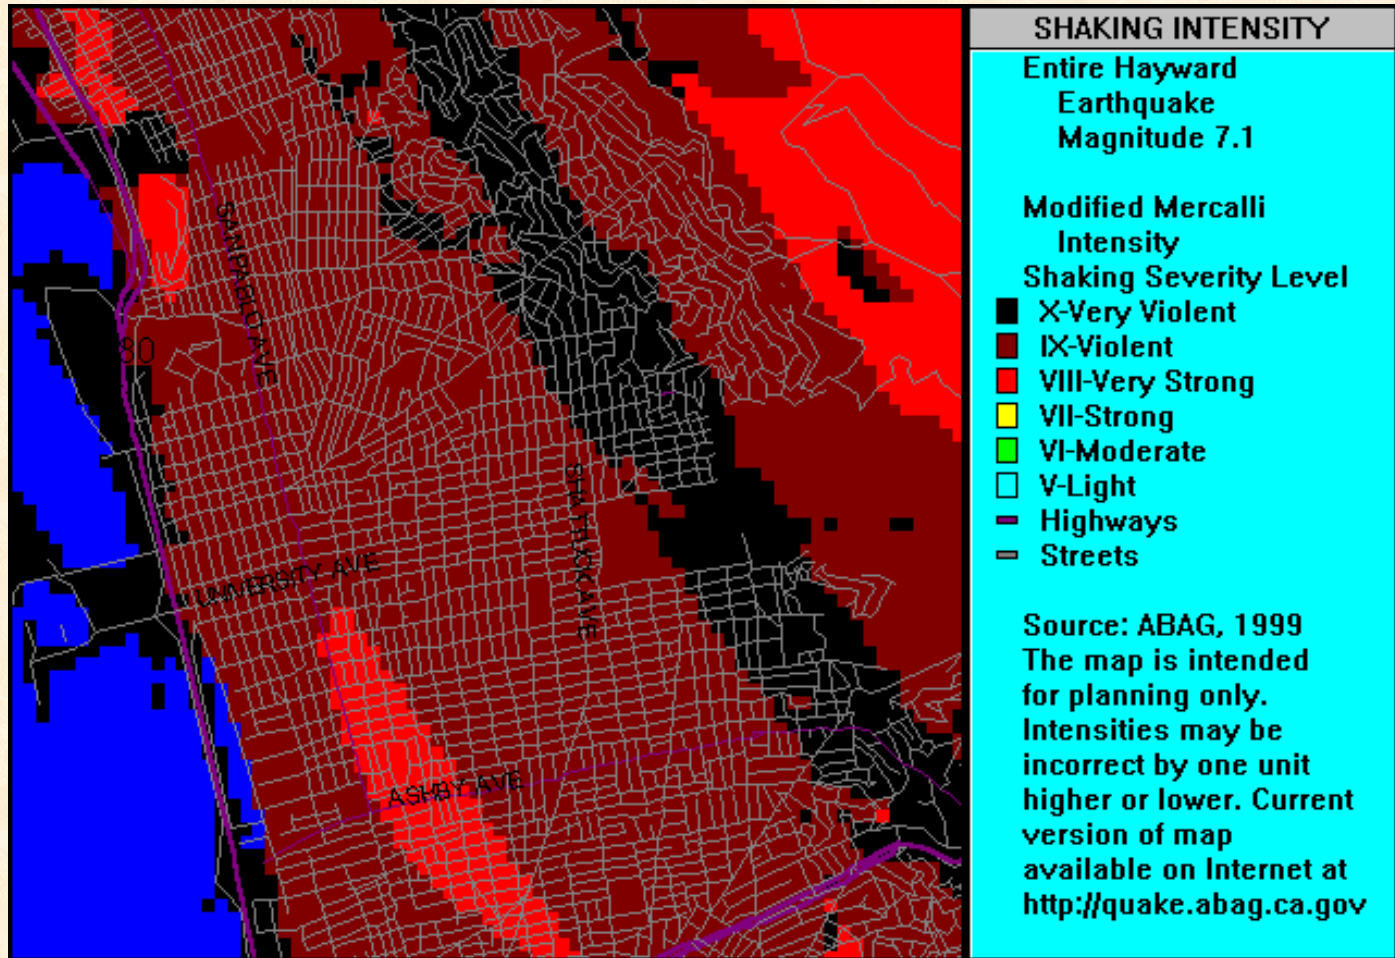 SHAKING INTENSITY
Entire Hayward
Earthquake
Magnitude 7.1
Modified Mercalli
Intensity
Shaking Severity Level
X-Very Violent
IX-Violent
VIII-Very Strong
VII-Strong
VI-Moderate
V-Light
Highways
Streets
Source: ABAG, 1999
The map is intended
for planning only.
Intensities may be
incorrect by one unit
higher or lower. Current
version of map
available on Internet at
http://quake.abag.ca.gov
SAN PABLO AVE
80
SHATTUCK AVE
UNIVERSITY AVE
ASHBY AVE